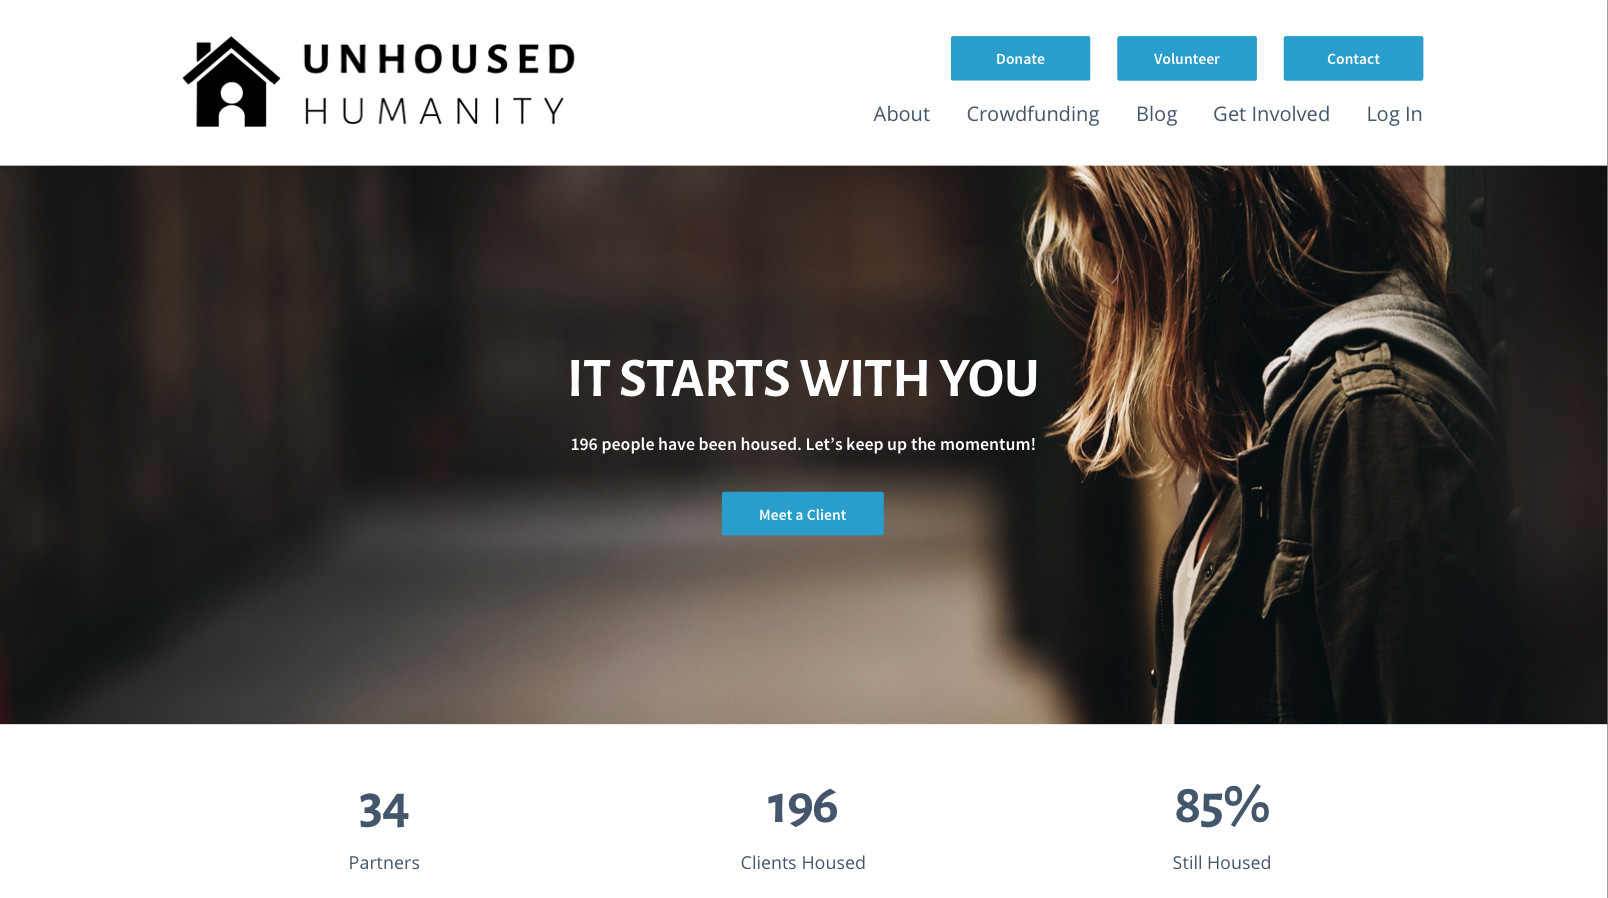 UNHOUSED
HUMANITY
Donate
Volunteer
Contact
About
Crowdfunding
Blog
Get Involved
Log In
IT STARTS WITH YOU
196 people have been housed. Let’s keep up the momentum!
Meet a Client
34
Partners
196
Clients Housed
85%
Still Housed